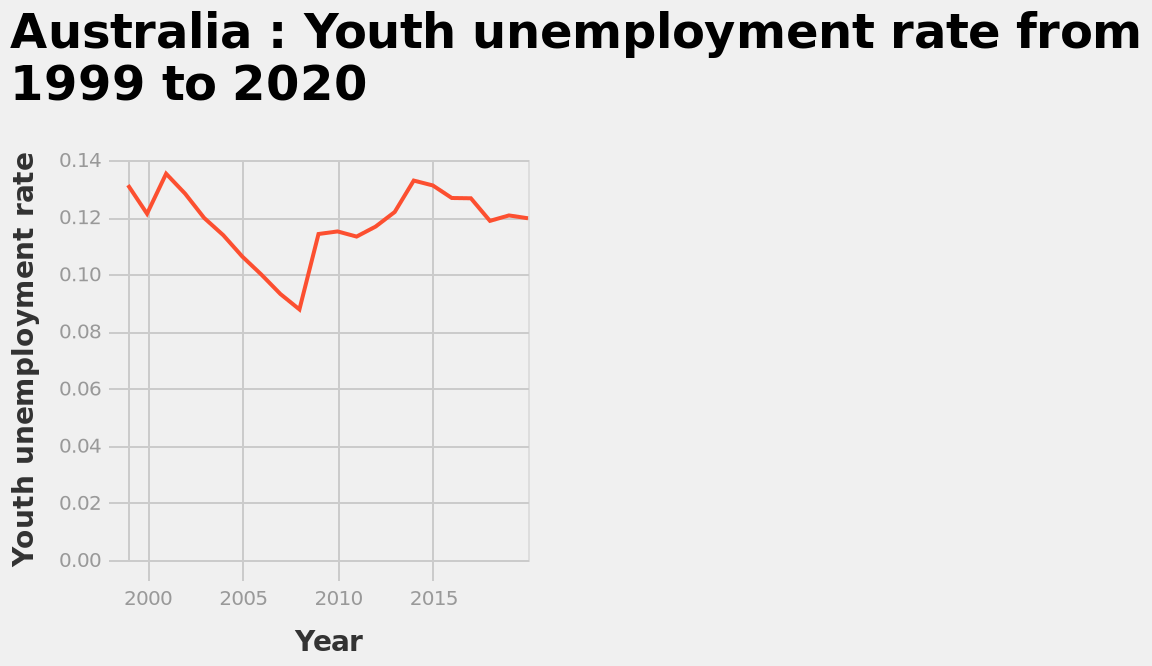 Australia : Youth unemployment rate from
1999 to 2020
Youth unemployment rate
0.14
0.12
0.10
0.08
0.06
0.04
0.02
0.00
2000 2005 2010 2015
Year